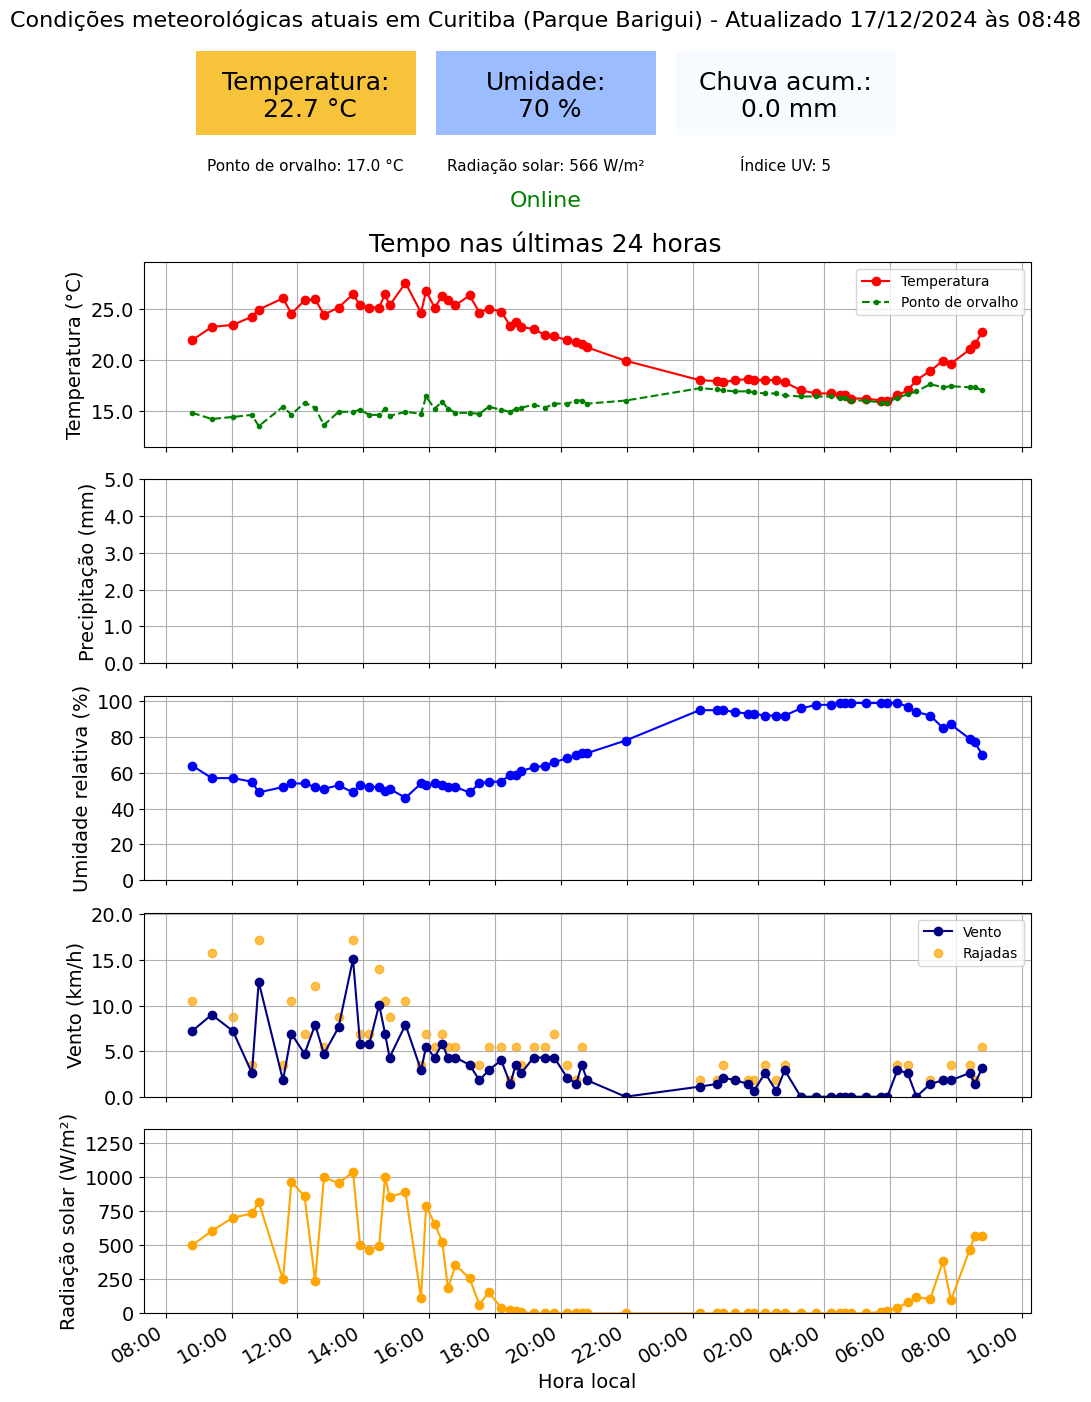 Condições meteorológicas atuais em Curitiba (Parque Barigui) - Atualizado 17/12/2024 às 08:48
Temperatura:
22.7 °C
Umidade:
70 %
Chuva acum.:
0.0 mm
Ponto de orvalho: 17.0 °C
Radiação solar: 566 W/m²
Índice UV: 5
Online
Tempo nas últimas 24 horas
Temperatura (°C)
25.0
20.0
15.0
Temperatura
Ponto de orvalho
Precipitação (mm)
5.0
4.0
3.0
2.0
1.0
0.0
Umidade relativa (%)
100
80
60
40
20
0
Vento (km/h)
20.0
15.0
10.0
5.0
0.0
Vento
Rajadas
Radiação solar (W/m²)
1250
1000
750
500
250
0
08:00
10:00
12:00
14:00
16:00
18:00
20:00
22:00
00:00
02:00
04:00
06:00
08:00
10:00
Hora local